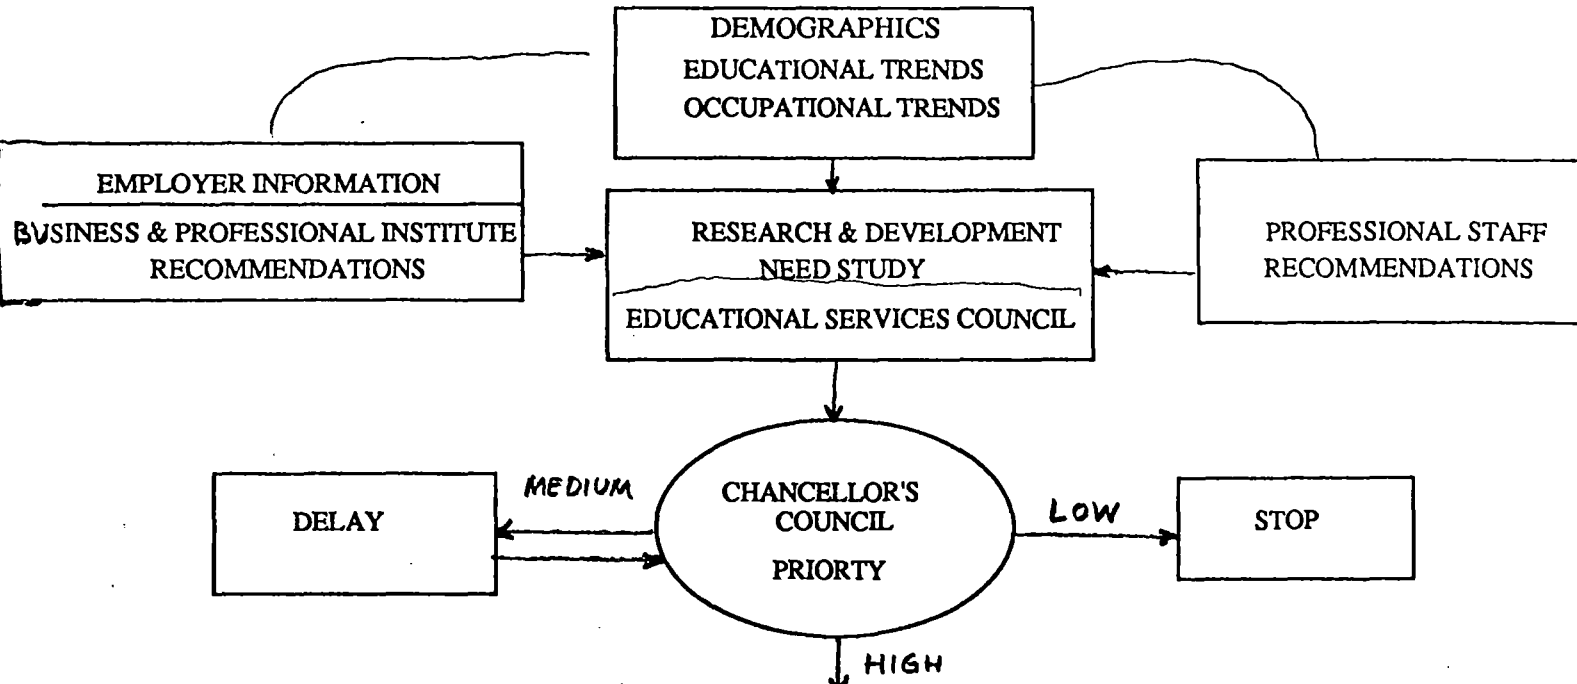 DEMOGRAPHICS
EDUCATIONAL TRENDS
OCCUPATIONAL TRENDS
EMPLOYER INFORMATION
BUSINESS & PROFESSIONAL INSTITUTE
RECOMMENDATIONS
RESEARCH & DEVELOPMENT
NEED STUDY
EDUCATIONAL SERVICES COUNCIL
PROFESSIONAL STAFF
RECOMMENDATIONS
DELAY
MEDIUM
CHANCELLOR'S
COUNCIL
PRIORTY
LOW
STOP
HIGH